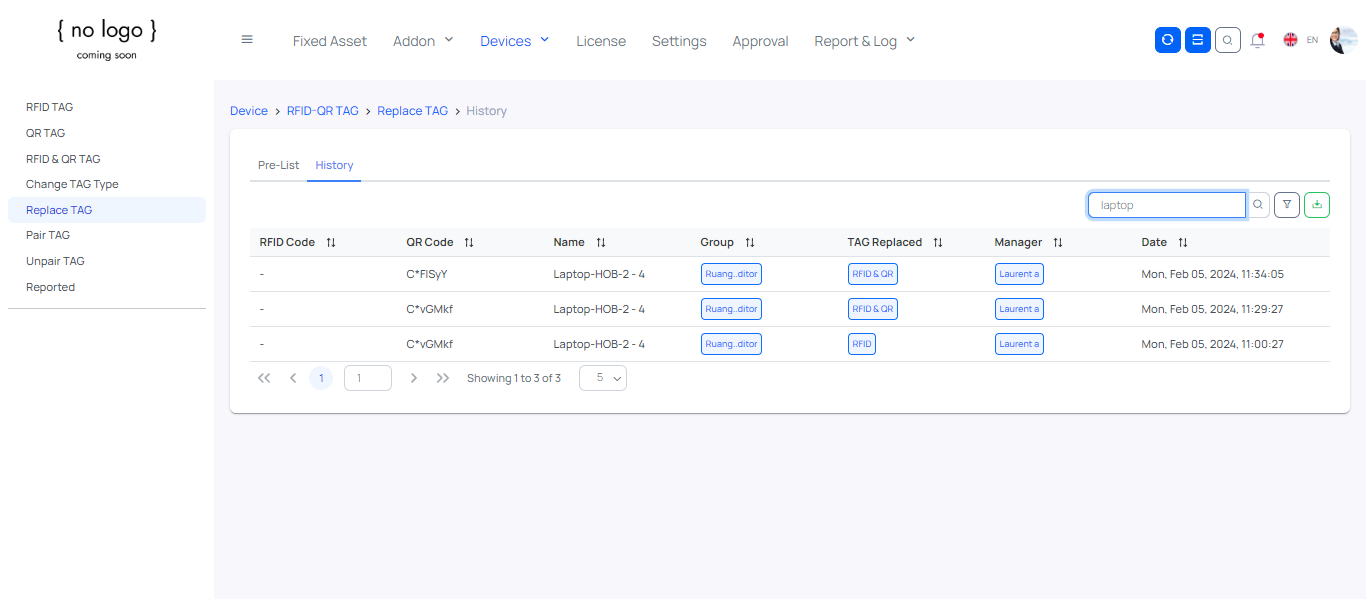 { no logo }
coming soon
Fixed Asset Addon Devices License Settings Approval Report & Log EN
RFID TAG
QR TAG
RFID & QR TAG
Change TAG Type
Replace TAG
Pair TAG
Unpair TAG
Reported
Device > RFID-QR TAG > Replace TAG > History
Pre-List History
laptop
RFID Code QR Code Name Group TAG Replaced Manager Date
- C*FlSyY Laptop-HOB-2 - 4 Ruang..ditor RFID & QR Laurent a Mon, Feb 05, 2024, 11:34:05
- C*vGMkf Laptop-HOB-2 - 4 Ruang..ditor RFID & QR Laurent a Mon, Feb 05, 2024, 11:29:27
- C*vGMkf Laptop-HOB-2 - 4 Ruang..ditor RFID Laurent a Mon, Feb 05, 2024, 11:00:27
1 1 Showing 1 to 3 of 3 5